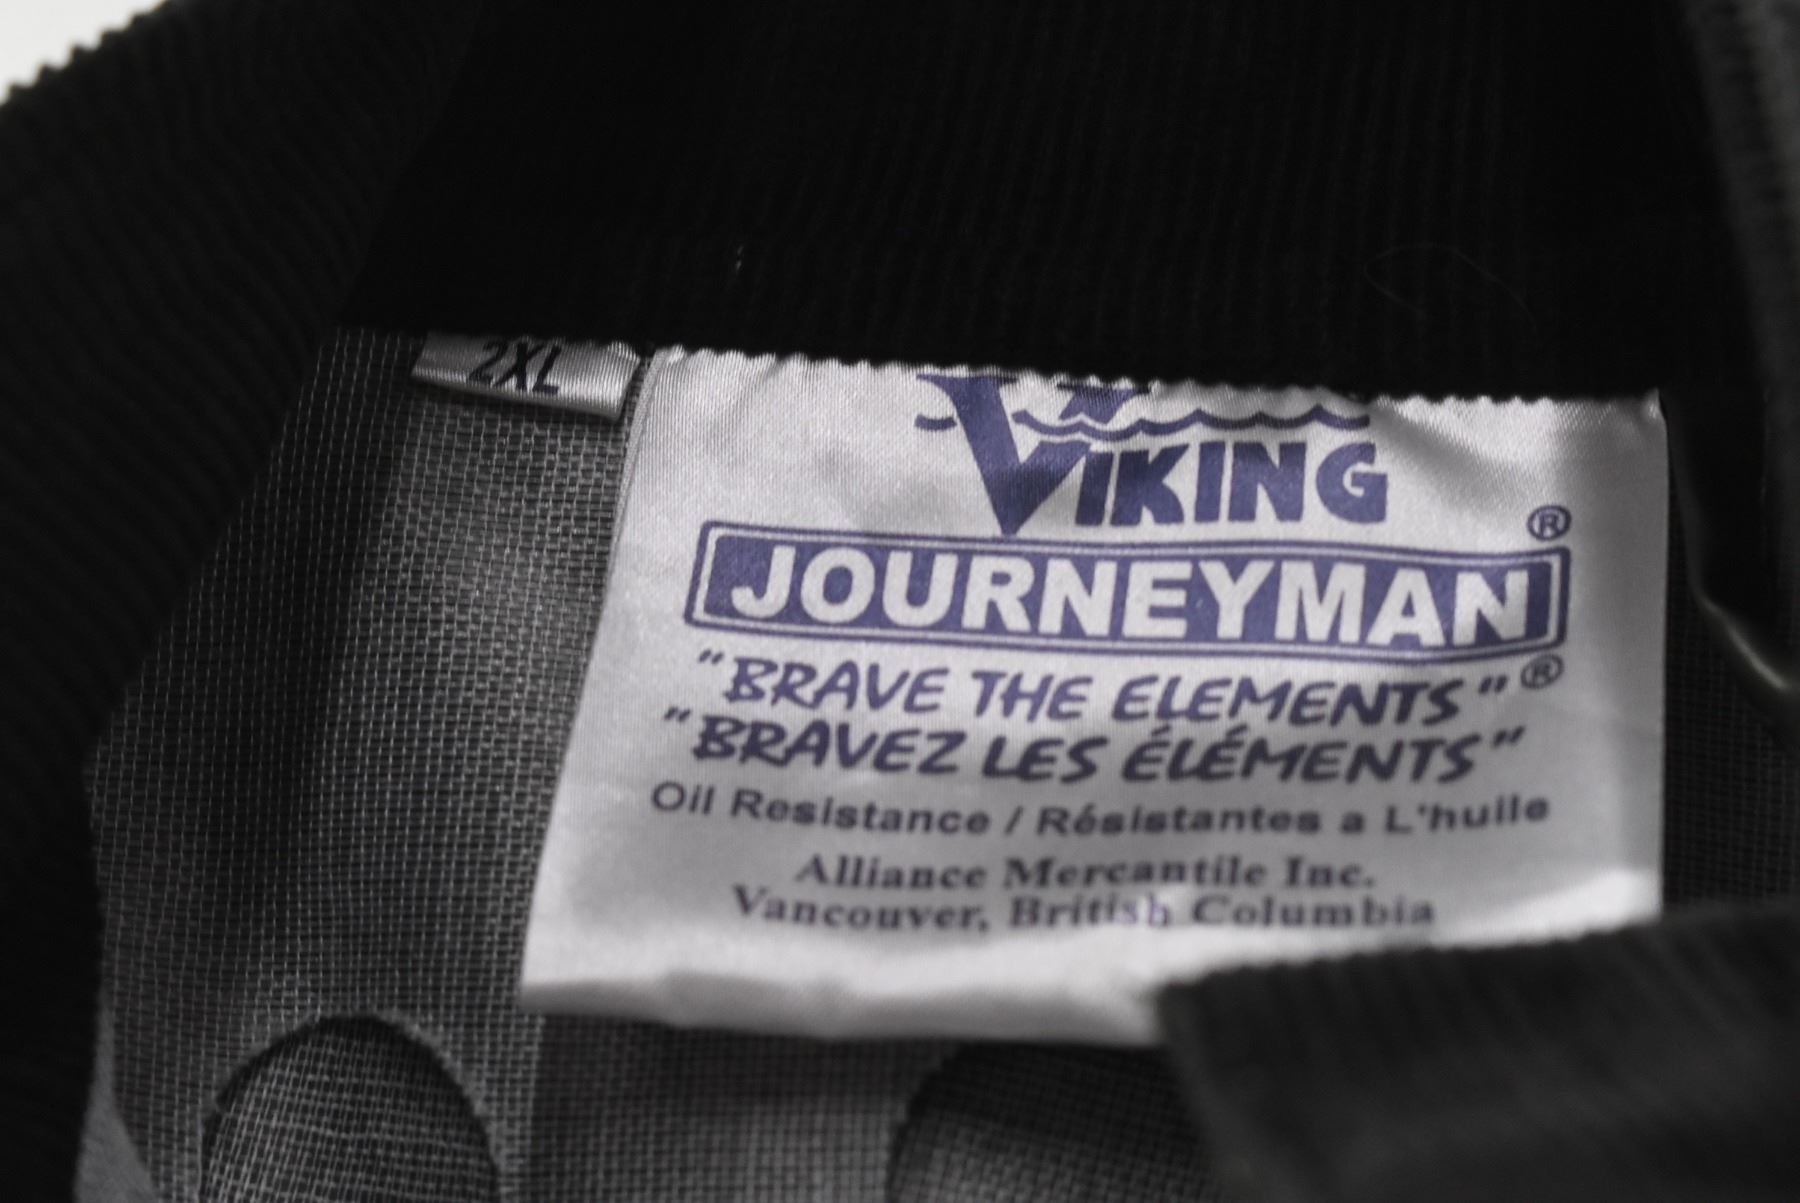 2XL
VIKING
®
JOURNEYMAN
"BRAVE THE ELEMENTS"®
"BRAVEZ LES ÉLÉMENTS"
Oil Resistance / Résistantes a L'huile
Alliance Mercantile Inc.
Vancouver, British Columbia